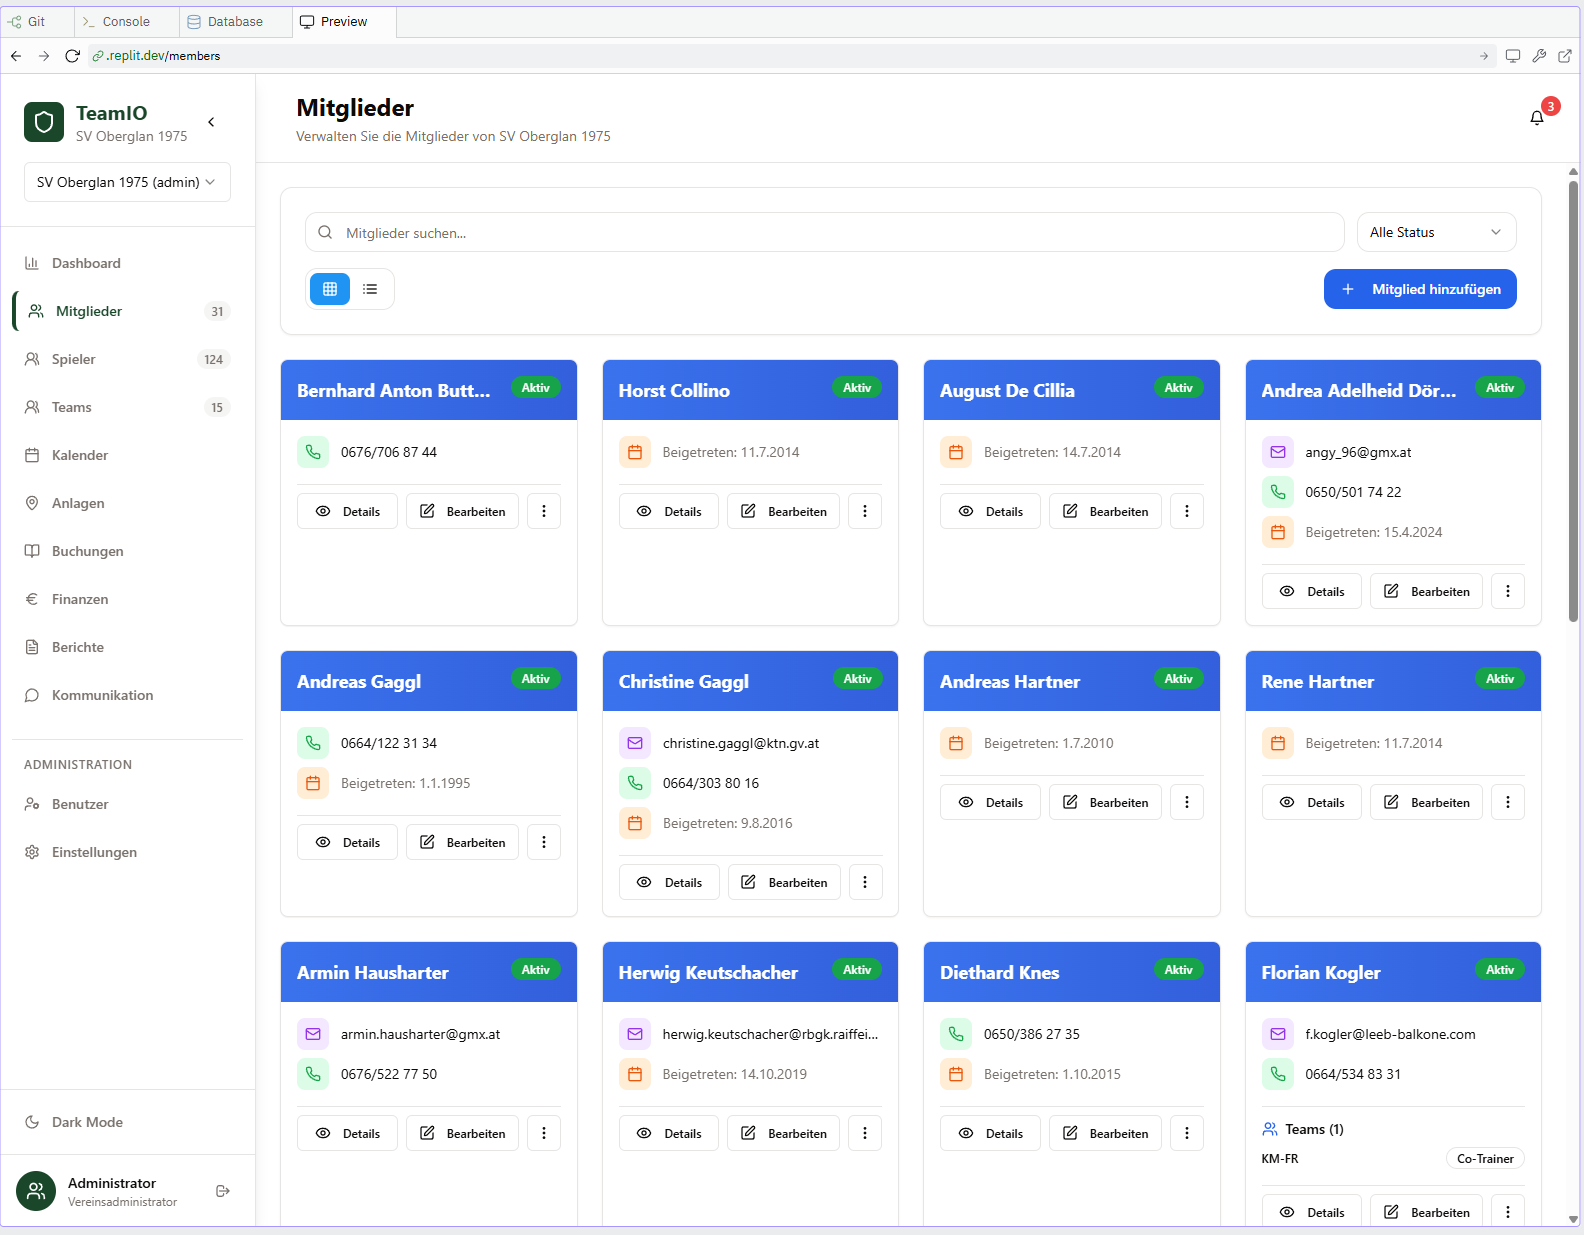 Git
Console
Database
Preview
.replit.dev/members
TeamIO
SV Oberglan 1975
SV Oberglan 1975 (admin)
Dashboard
Mitglieder 31
Spieler 124
Teams 15
Kalender
Anlagen
Buchungen
Finanzen
Berichte
Kommunikation
ADMINISTRATION
Benutzer
Einstellungen
Dark Mode
Administrator
Vereinsadministrator
Mitglieder
Verwalten Sie die Mitglieder von SV Oberglan 1975
3
Mitglieder suchen...
Alle Status
Mitglied hinzufügen
Bernhard Anton Butt... Aktiv
0676/706 87 44
Details Bearbeiten
Horst Collino Aktiv
Beigetreten: 11.7.2014
Details Bearbeiten
August De Cillia Aktiv
Beigetreten: 14.7.2014
Details Bearbeiten
Andrea Adelheid Dör... Aktiv
angy_96@gmx.at
0650/501 74 22
Beigetreten: 15.4.2024
Details Bearbeiten
Andreas Gaggl Aktiv
0664/122 31 34
Beigetreten: 1.1.1995
Details Bearbeiten
Christine Gaggl Aktiv
christine.gaggl@ktn.gv.at
0664/303 80 16
Beigetreten: 9.8.2016
Details Bearbeiten
Andreas Hartner Aktiv
Beigetreten: 1.7.2010
Details Bearbeiten
Rene Hartner Aktiv
Beigetreten: 11.7.2014
Details Bearbeiten
Armin Hausharter Aktiv
armin.hausharter@gmx.at
0676/522 77 50
Details Bearbeiten
Herwig Keutschacher Aktiv
herwig.keutschacher@rbgk.raiffei...
Beigetreten: 14.10.2019
Details Bearbeiten
Diethard Knes Aktiv
0650/386 27 35
Beigetreten: 1.10.2015
Details Bearbeiten
Florian Kogler Aktiv
f.kogler@leeb-balkone.com
0664/534 83 31
Teams (1)
KM-FR Co-Trainer
Details Bearbeiten